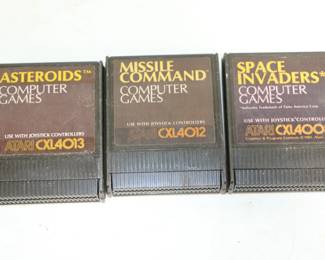 ASTEROIDS™
COMPUTER
GAMES
USE WITH JOYSTICK CONTROLLERS
ATARI CXL4013
MISSILE
COMMAND™
COMPUTER
GAMES
USE WITH JOYSTICK CONTROLLERS
ATARI CXL4012
SPACE
INVADERS*
COMPUTER
GAMES
USE WITH JOYSTICK CONTROLLERS
ATARI CXL400